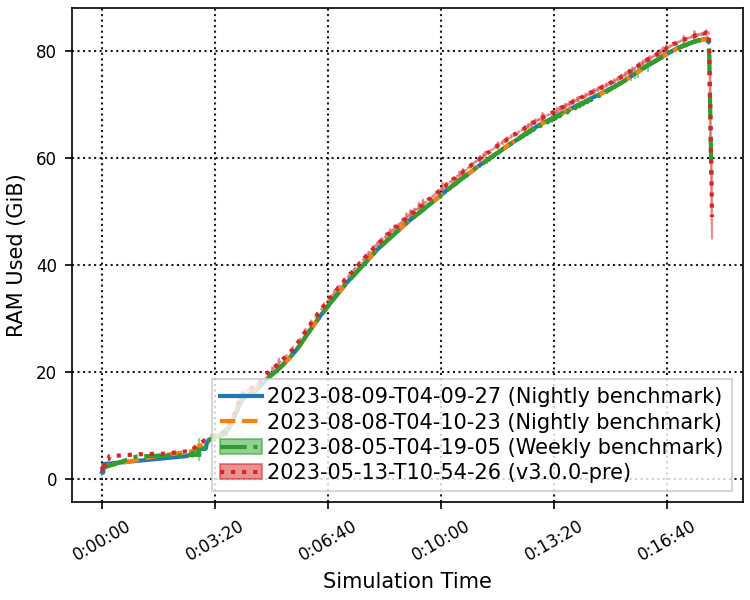 80
60
40
20
0
RAM Used (GiB)
2023-08-09-T04-09-27 (Nightly benchmark)
2023-08-08-T04-10-23 (Nightly benchmark)
2023-08-05-T04-19-05 (Weekly benchmark)
2023-05-13-T10-54-26 (v3.0.0-pre)
0:00:00
0:03:20
0:06:40
0:10:00
0:13:20
0:16:40
Simulation Time